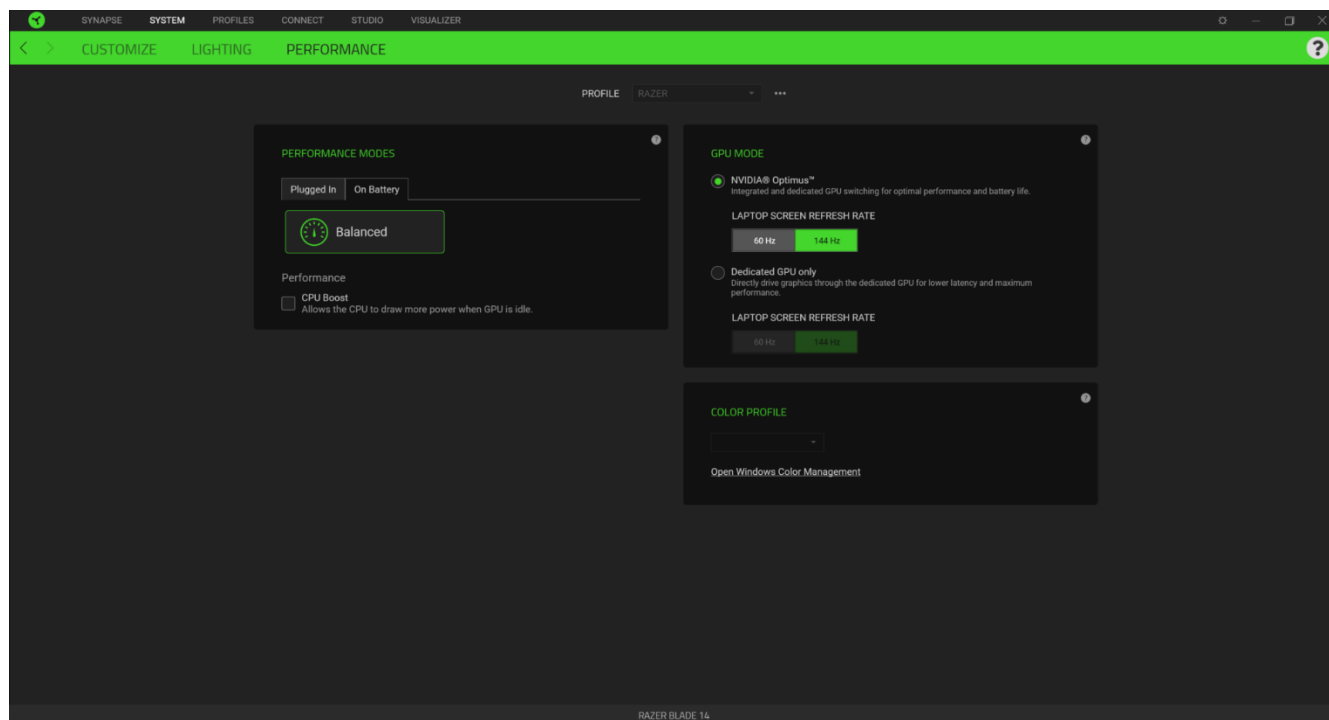 SYNAPSE SYSTEM PROFILES CONNECT STUDIO VISUALIZER
CUSTOMIZE LIGHTING PERFORMANCE
?
PROFILE RAZER
PERFORMANCE MODES
?
Plugged In On Battery
Balanced
Performance
CPU Boost
Allows the CPU to draw more power when GPU is idle.
GPU MODE
?
NVIDIA® Optimus™
Integrated and dedicated GPU switching for optimal performance and battery life.
LAPTOP SCREEN REFRESH RATE
60 Hz 144 Hz
Dedicated GPU only
Directly drive graphics through the dedicated GPU for lower latency and maximum
performance.
LAPTOP SCREEN REFRESH RATE
60 Hz 144 Hz
COLOR PROFILE
?
Open Windows Color Management
RAZER BLADE 14